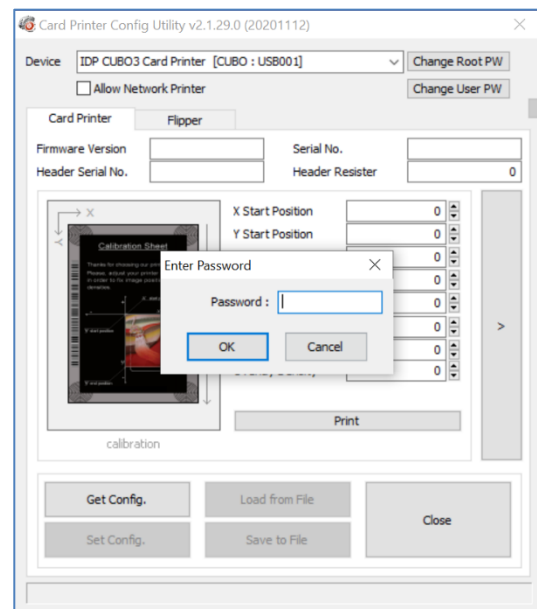 Card Printer Config Utility v2.1.29.0 (20201112)
Device IDP CUBO3 Card Printer [CUBO : USB001] Change Root PW
Allow Network Printer Change User PW
Card Printer Flipper
Firmware Version Serial No.
Header Serial No. Header Resister 0
X X Start Position 0
Y Y Start Position 0
Calibration Sheet 0
Enter Password
0
Password :
0
0
OK Cancel
0
0
>
Print
calibration
Get Config. Load from File
Close
Set Config. Save to File